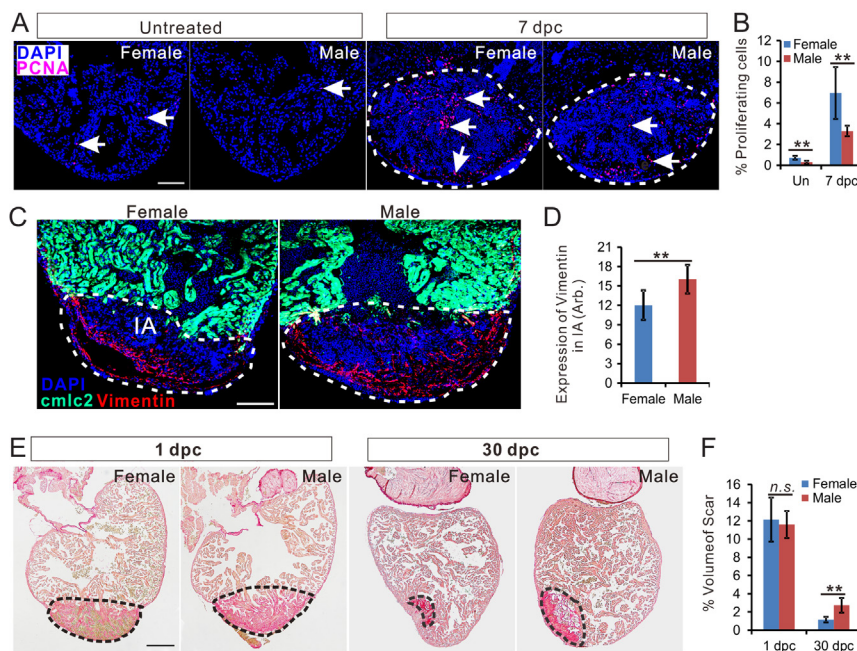 A
Untreated
7 dpc
DAPI
PCNA
Female
Male
Female
Male
B
Female
Male
% Proliferating cells
12
10
8
6
4
2
0
**
**
Un
7 dpc
C
Female
Male
IA
DAPI
cmlc2 Vimentin
D
Expression of Vimentin
in IA (Arb.)
21
18
15
12
9
6
3
0
**
Female
Male
E
1 dpc
30 dpc
Female
Male
Female
Male
F
% Volumeof Scar
16
14
12
10
8
6
4
2
0
n.s.
Female
Male
**
1 dpc
30 dpc